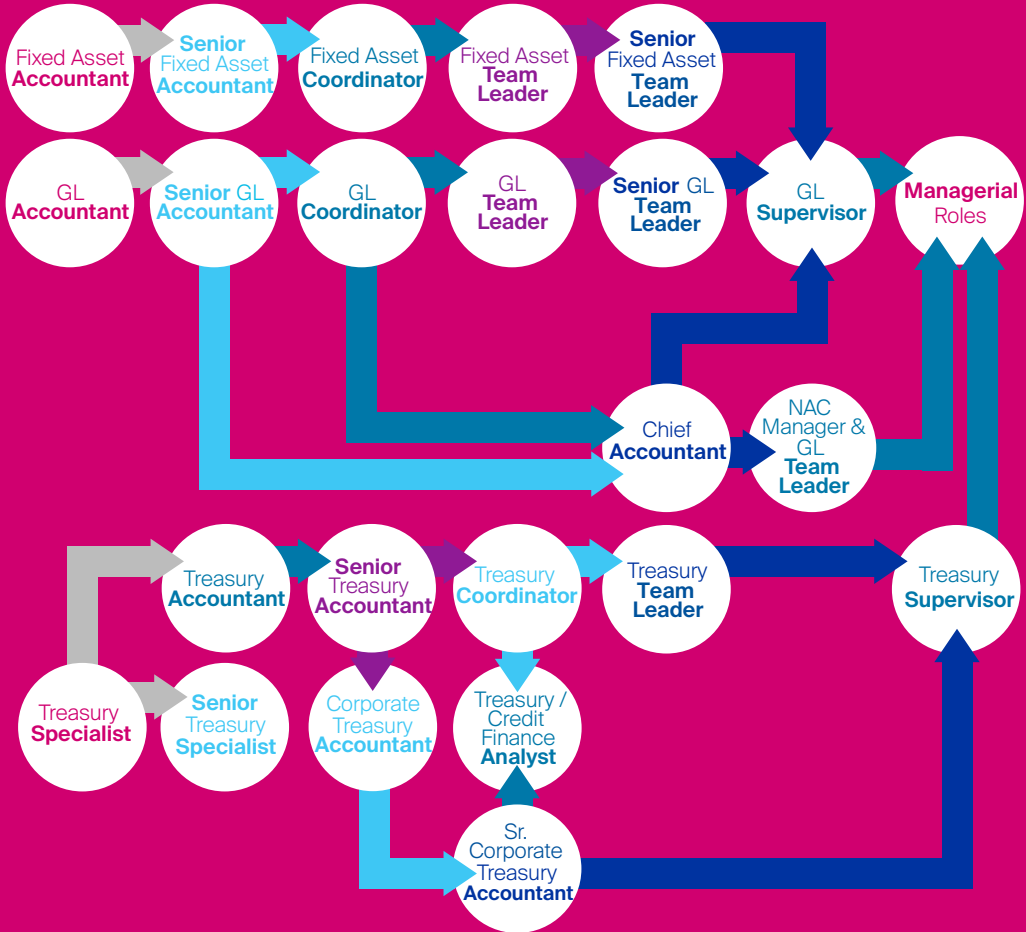 Fixed Asset
Accountant
Senior
Fixed Asset
Accountant
Fixed Asset
Coordinator
Fixed Asset
Team
Leader
Senior
Fixed Asset
Team
Leader
GL
Accountant
Senior GL
Accountant
GL
Coordinator
GL
Team
Leader
Senior GL
Team
Leader
GL
Supervisor
Managerial
Roles
Chief
Accountant
NAC
Manager &
GL
Team
Leader
Treasury
Accountant
Senior
Treasury
Accountant
Treasury
Coordinator
Treasury
Team
Leader
Treasury
Supervisor
Treasury
Specialist
Senior
Treasury
Specialist
Corporate
Treasury
Accountant
Treasury /
Credit
Finance
Analyst
Sr.
Corporate
Treasury
Accountant